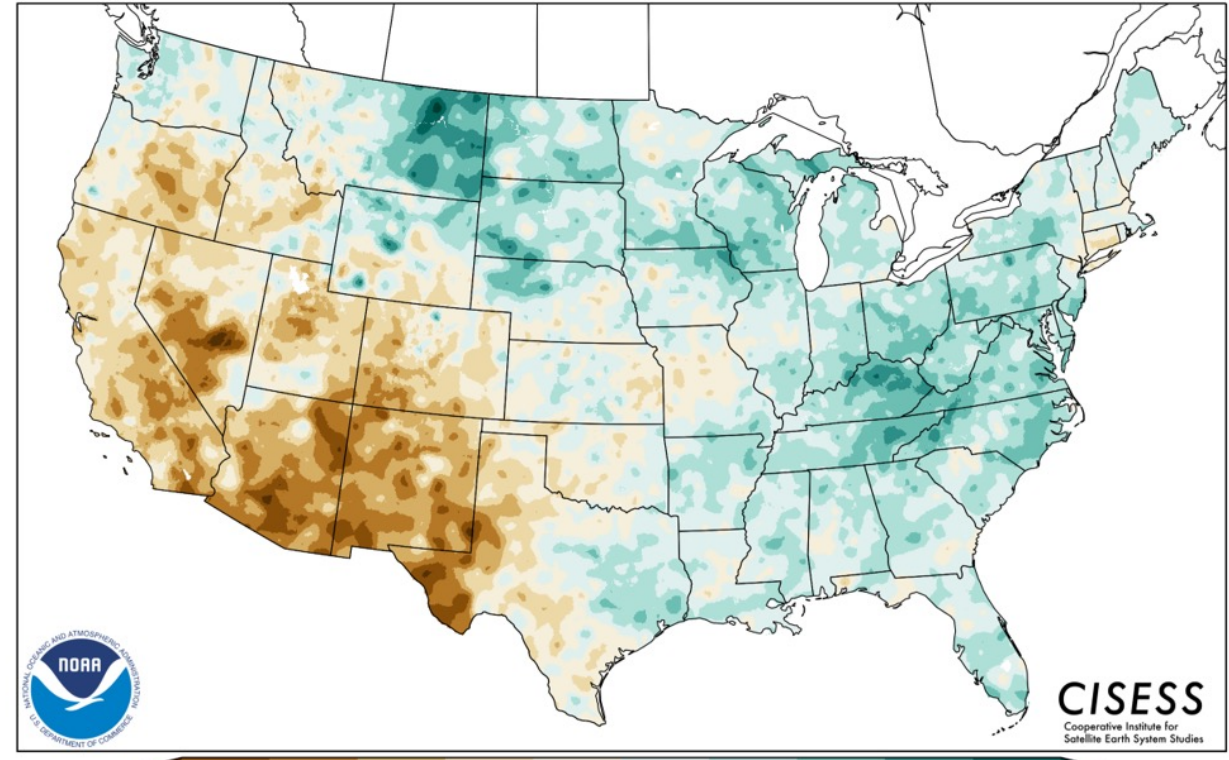 NATIONAL OCEANIC AND ATMOSPHERIC ADMINISTRATION
NOAA
U.S. DEPARTMENT OF COMMERCE
CISESS
Cooperative Institute for
Satellite Earth System Studies